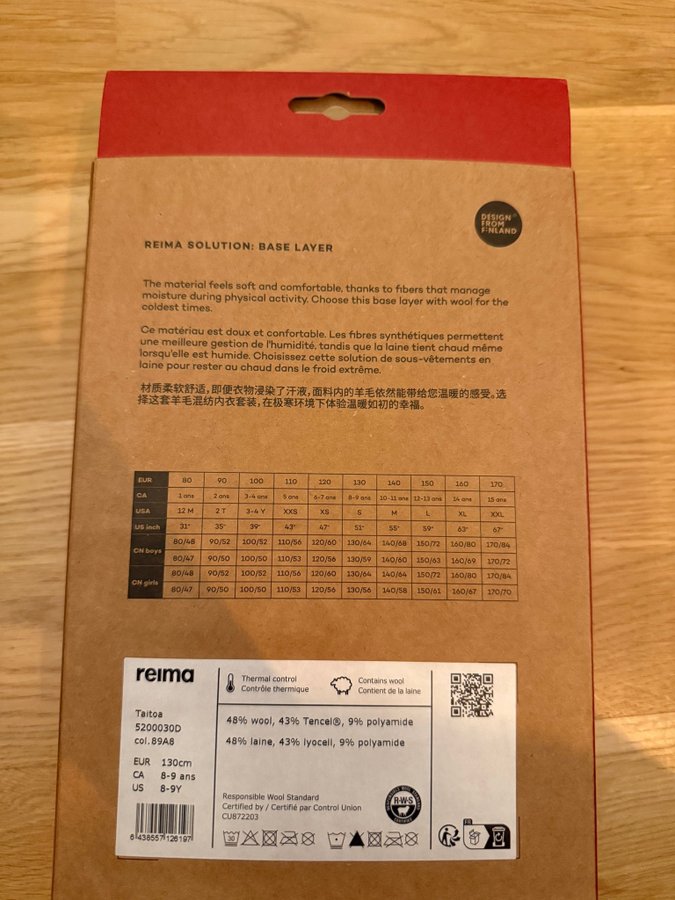 DESIGN
FROM
FINLAND
REIMA SOLUTION: BASE LAYER
The material feels soft and comfortable, thanks to fibers that manage
moisture during physical activity. Choose this base layer with wool for the
coldest times.
Ce matériau est doux et confortable. Les fibres synthétiques permettent
une meilleure gestion de l'humidité, tandis que la laine tient chaud même
lorsqu'elle est humide. Choisissez cette solution de sous-vêtements en
laine pour rester au chaud dans le froid extrême.
材质柔软舒适，即便衣物浸染了汗液，面料内的羊毛依然能带给您温暖的感受。选
择这套羊毛混纺内衣套装，在极寒环境下体验温暖如初的幸福。
EUR 80 90 100 110 120 130 140 150 160 170
CA 1 ans 2 ans 3-4 ans 5 ans 6-7 ans 8-9 ans 10-11 ans 12-13 ans 14 ans 15 ans
USA 12 M 2 T 3-4 Y XXS XS S M L XL XXL
US inch 31" 35" 39" 43" 47" 51" 55" 59" 63" 67"
CN boys 80/48 90/52 100/52 110/56 120/60 130/64 140/68 150/72 160/80 170/84
80/47 90/50 100/50 110/53 120/56 130/59 140/60 150/63 160/69 170/72
CN girls 80/48 90/52 100/52 110/56 120/60 130/64 140/64 150/72 160/80 170/84
80/47 90/50 100/50 110/53 120/56 130/56 140/58 150/61 160/67 170/70
reima
Thermal control
Contrôle thermique
Contains wool
Contient de la laine
Taitoa
5200030D
col.89A8
EUR 130cm
CA 8-9 ans
US 8-9Y
6 438557 126197
48% wool, 43% Tencel®, 9% polyamide
48% laine, 43% lyocell, 9% polyamide
Responsible Wool Standard
Certified by / Certifié par Control Union
CU872203
RWS
30
FR